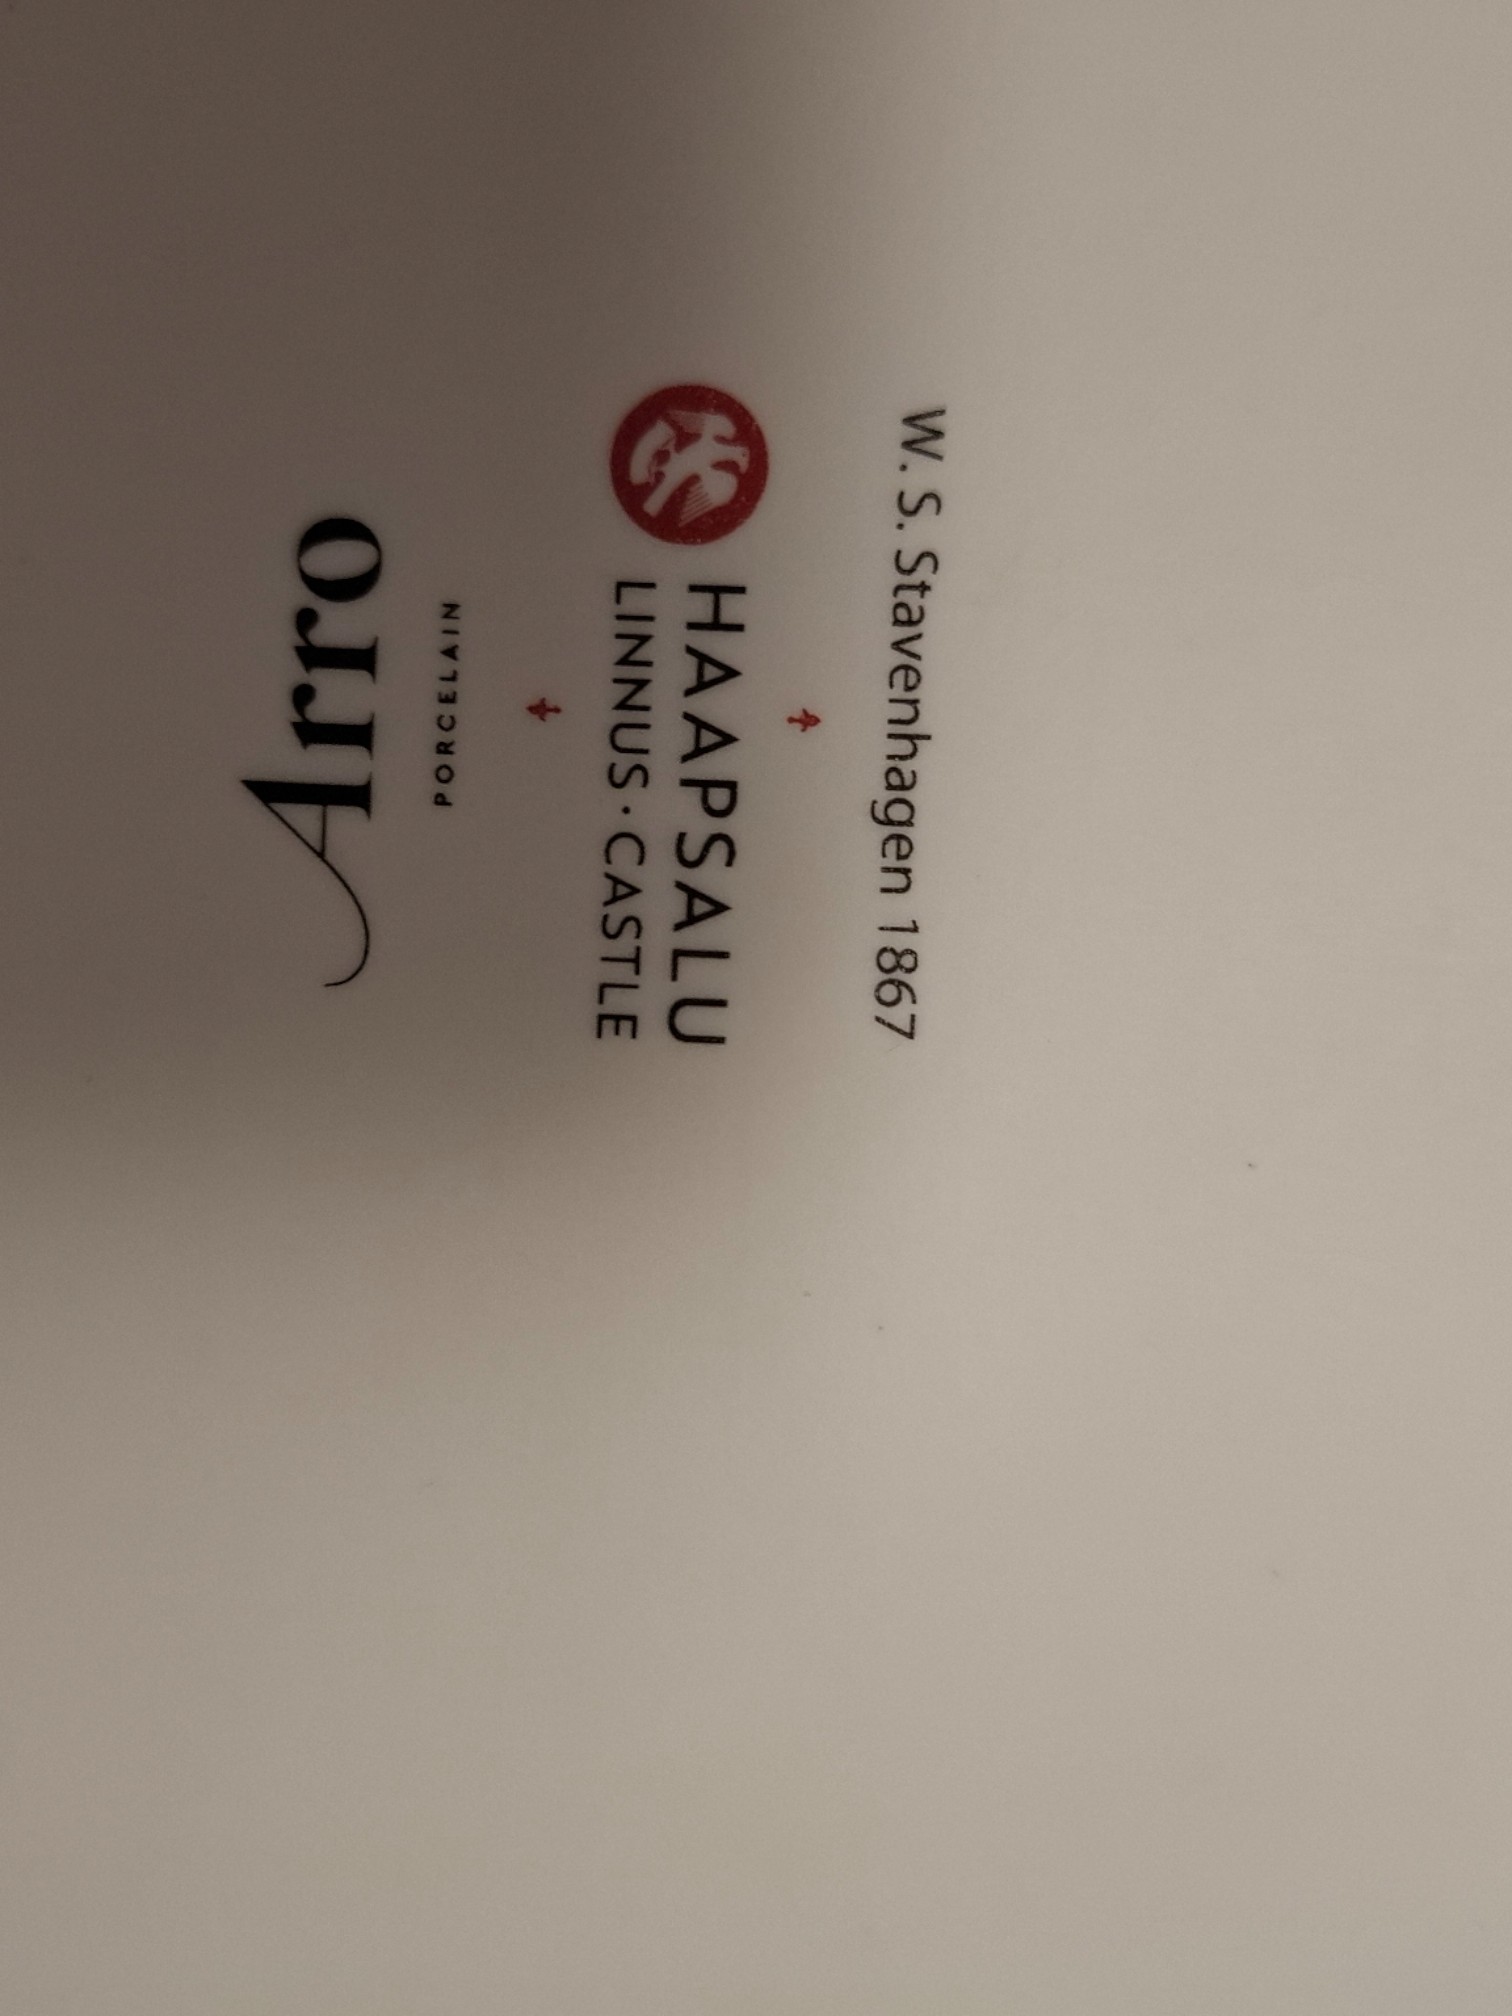 W. S. Stavenhagen 1867
HAAPSALU
LINNUS · CASTLE
Arro
PORCELAIN